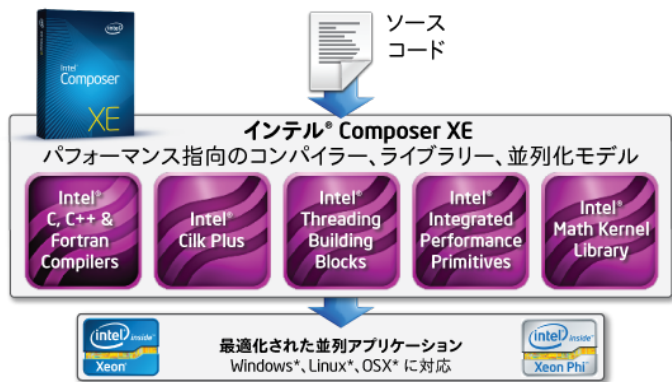 ソース
コード
intel
Intel®
Composer
XE
インテル® Composer XE
パフォーマンス指向のコンパイラー、ライブラリー、並列化モデル
Intel®
C, C++ &
Fortran
Compilers
Intel®
Cilk Plus
Intel®
Threading
Building
Blocks
Intel®
Integrated
Performance
Primitives
Intel®
Math Kernel
Library
intel inside™
Xeon®
最適化された並列アプリケーション
Windows*、Linux*、OSX* に対応
intel inside™
Xeon Phi™